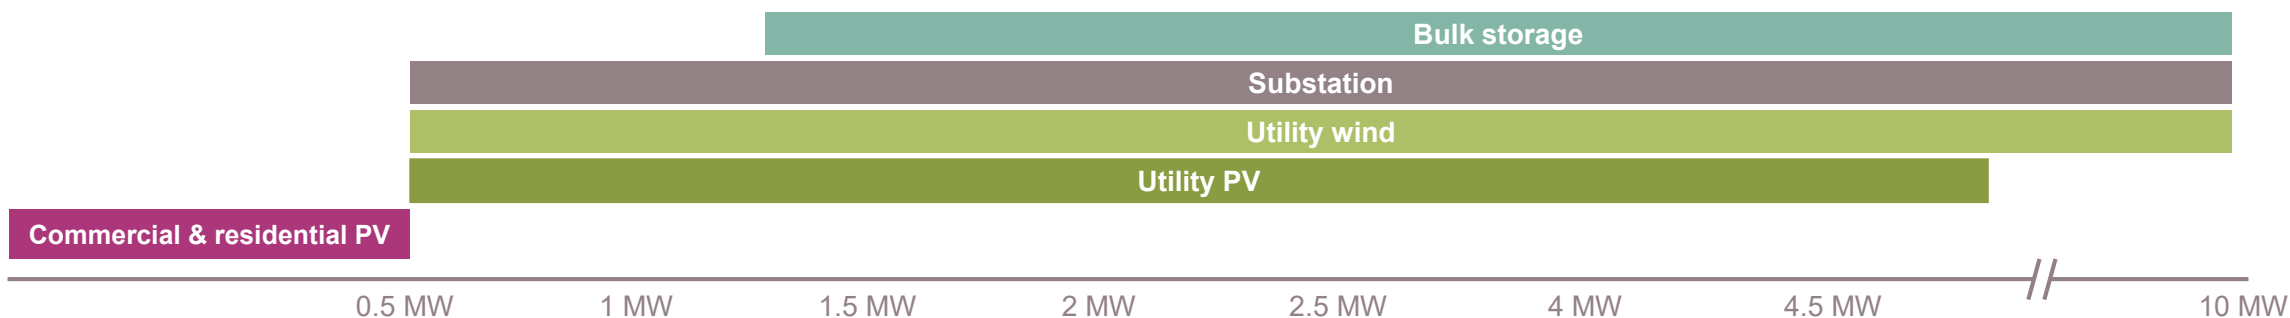 Bulk storage
Substation
Utility wind
Utility PV
Commercial & residential PV
0.5 MW 1 MW 1.5 MW 2 MW 2.5 MW 4 MW 4.5 MW 10 MW